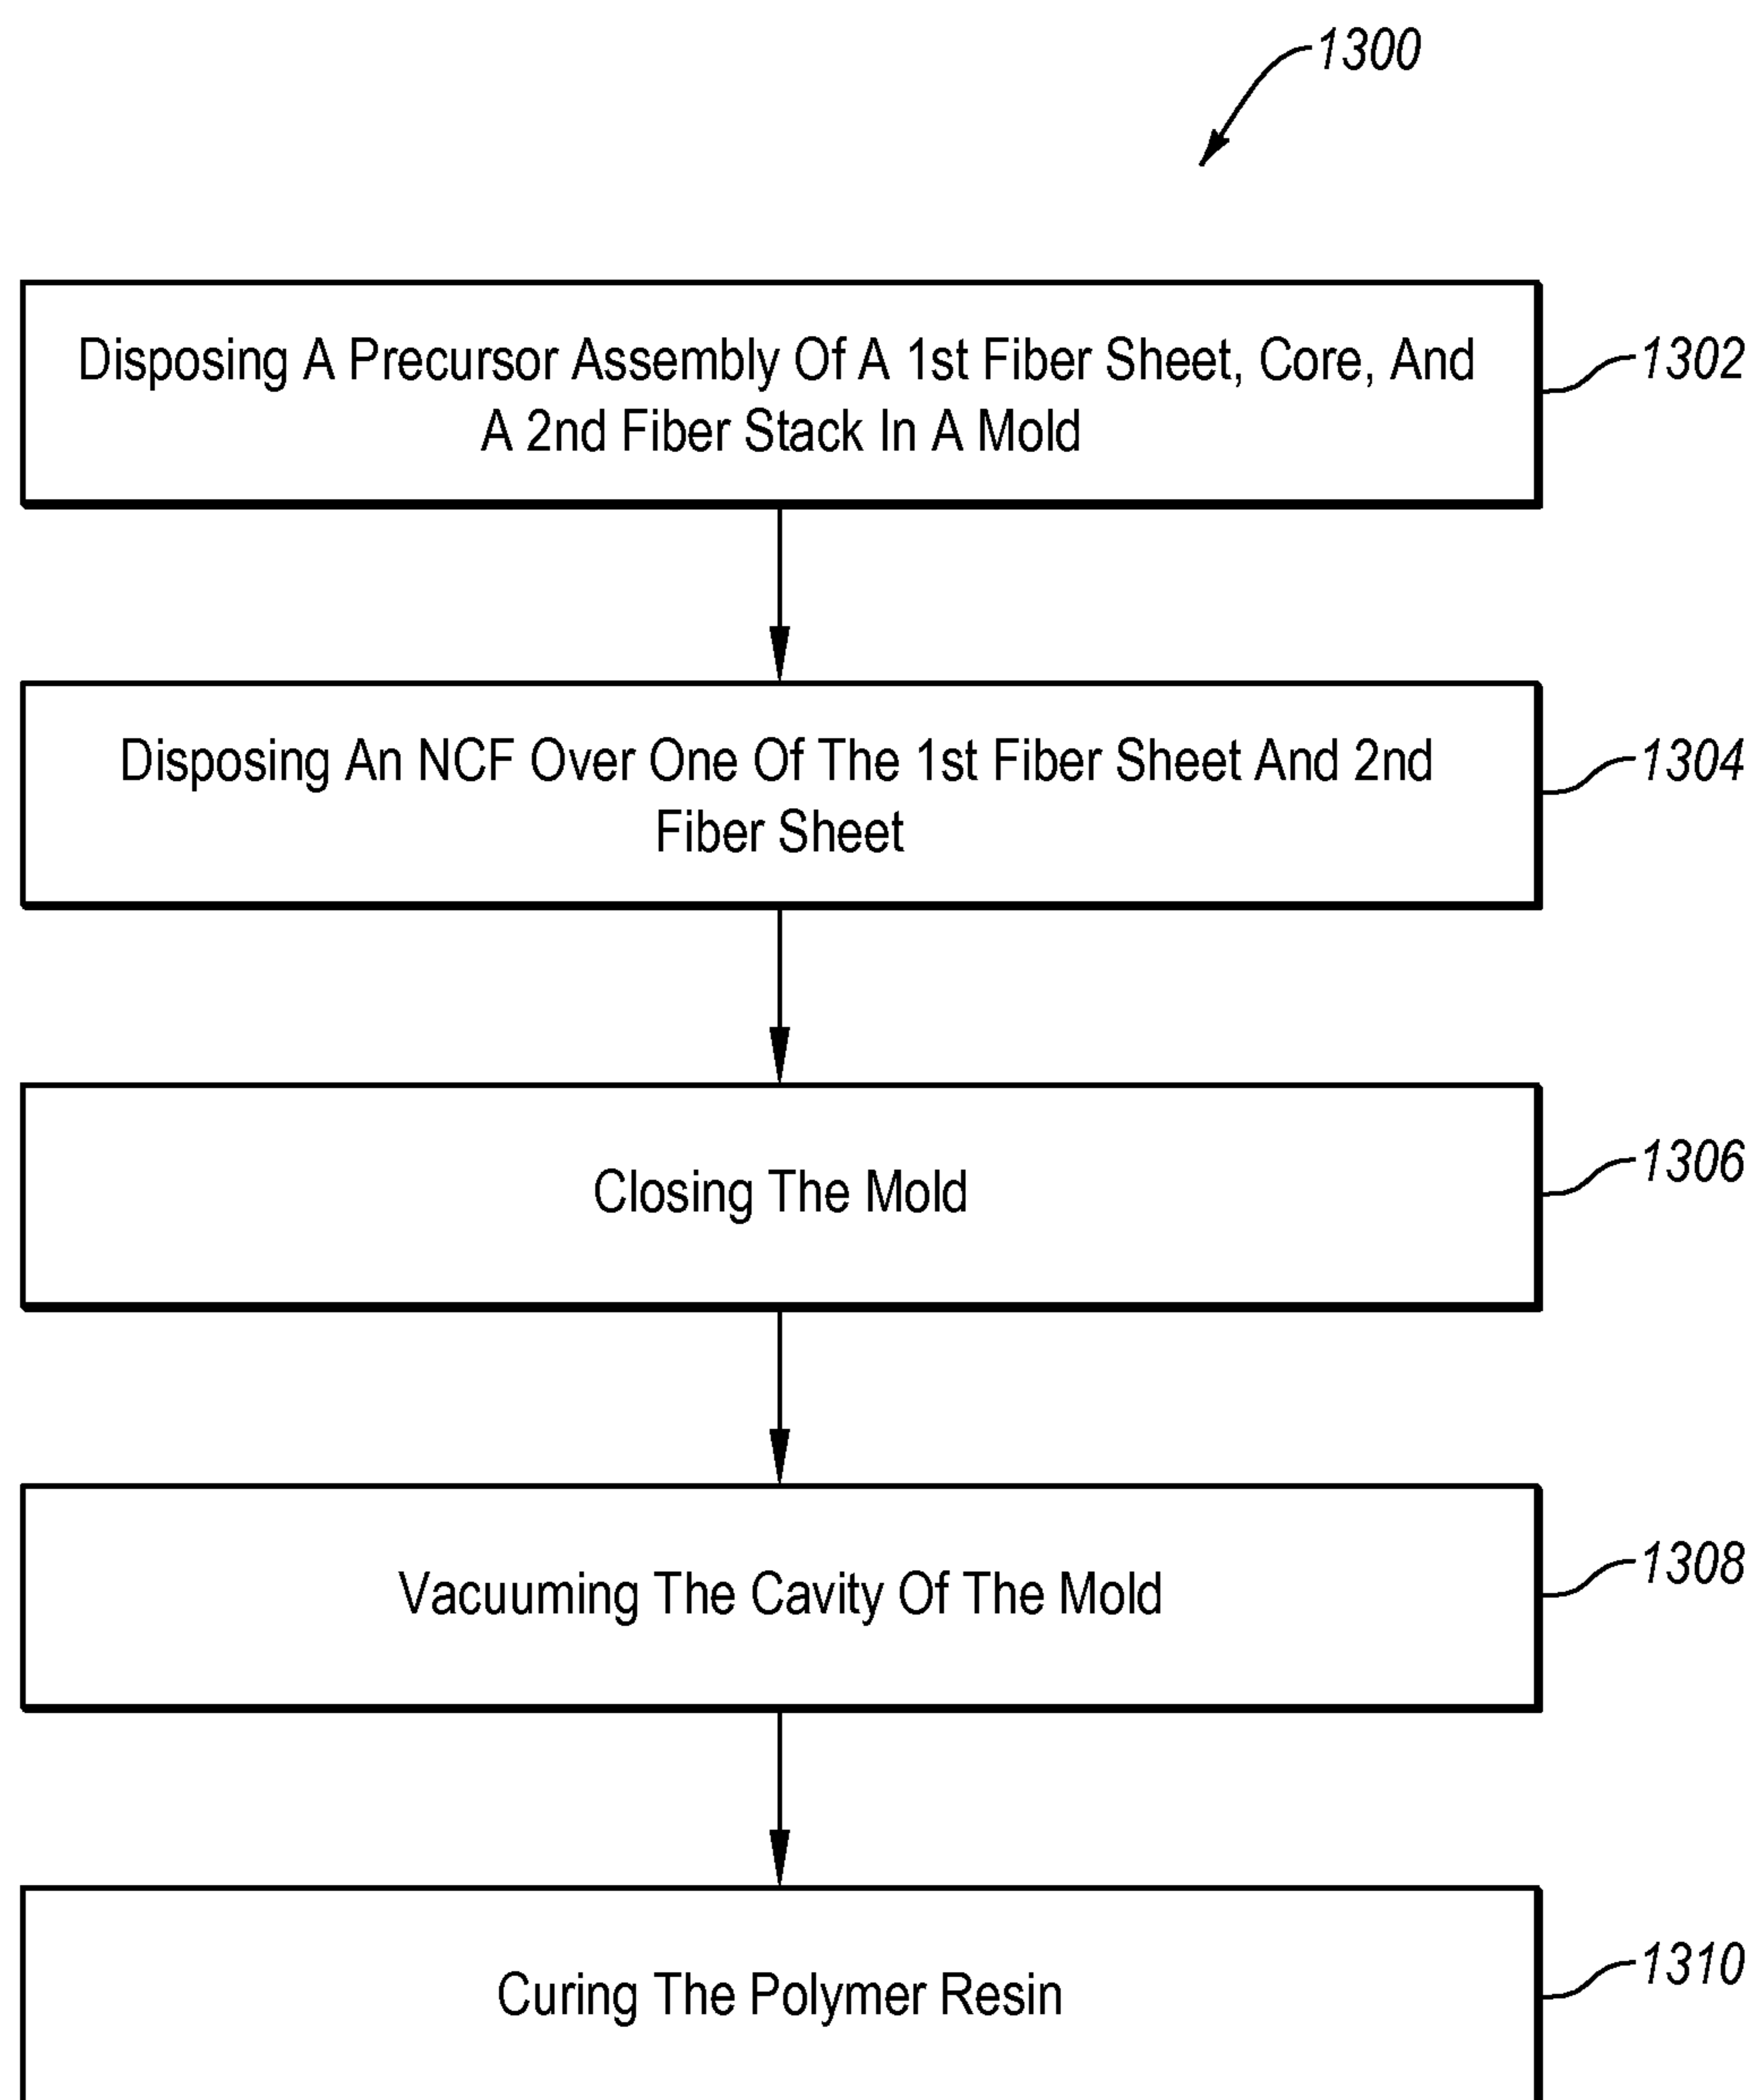 1300
Disposing A Precursor Assembly Of A 1st Fiber Sheet, Core, And
A 2nd Fiber Stack In A Mold
1302
Disposing An NCF Over One Of The 1st Fiber Sheet And 2nd
Fiber Sheet
1304
Closing The Mold
1306
Vacuuming The Cavity Of The Mold
1308
Curing The Polymer Resin
1310